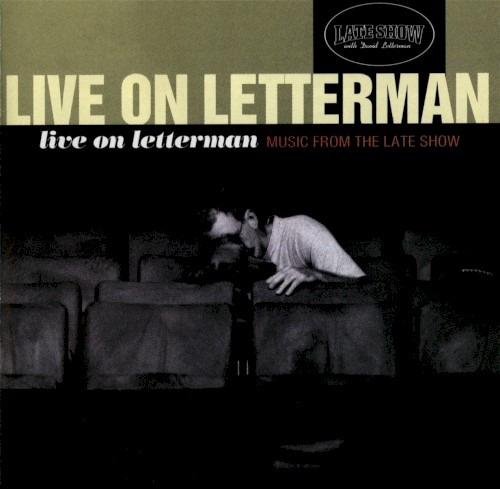 LATE SHOW
with David Letterman
LIVE ON LETTERMAN
live on letterman MUSIC FROM THE LATE SHOW